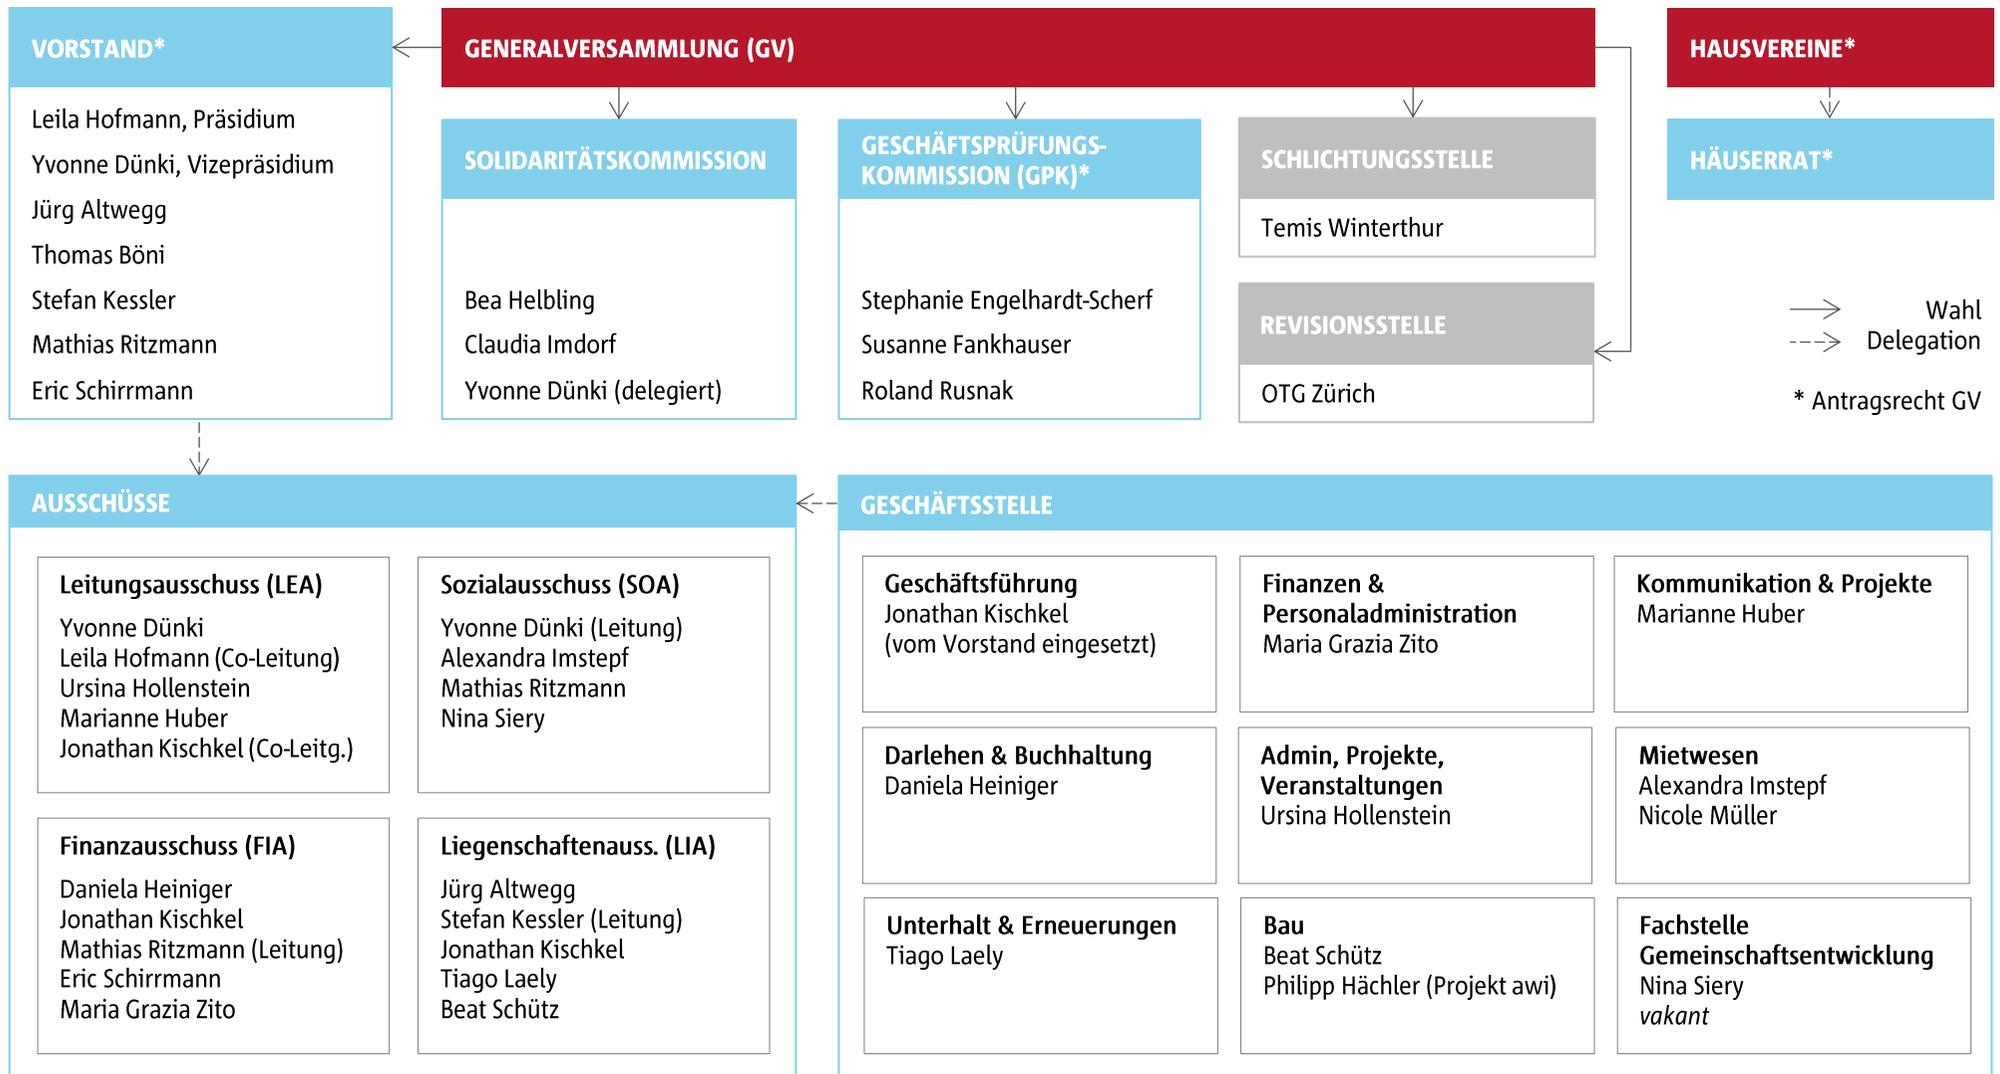 VORSTAND*
Leila Hofmann, Präsidium
Yvonne Dünki, Vizepräsidium
Jürg Altwegg
Thomas Böni
Stefan Kessler
Mathias Ritzmann
Eric Schirrmann
GENERALVERSAMMLUNG (GV)
SOLIDARITÄTSKOMMISSION
Bea Helbling
Claudia Imdorf
Yvonne Dünki (delegiert)
GESCHÄFTSPRÜFUNGS-
KOMMISSION (GPK)*
Stephanie Engelhardt-Scherf
Susanne Fankhauser
Roland Rusnak
SCHLICHTUNGSSTELLE
Temis Winterthur
REVISIONSSTELLE
OTG Zürich
HAUSVEREINE*
HÄUSERRAT*
Wahl
Delegation
* Antragsrecht GV
AUSSCHÜSSE
Leitungsausschuss (LEA)
Yvonne Dünki
Leila Hofmann (Co-Leitung)
Ursina Hollenstein
Marianne Huber
Jonathan Kischkel (Co-Leitg.)
Sozialausschuss (SOA)
Yvonne Dünki (Leitung)
Alexandra Imstepf
Mathias Ritzmann
Nina Siery
Finanzausschuss (FIA)
Daniela Heiniger
Jonathan Kischkel
Mathias Ritzmann (Leitung)
Eric Schirrmann
Maria Grazia Zito
Liegenschaftenauss. (LIA)
Jürg Altwegg
Stefan Kessler (Leitung)
Jonathan Kischkel
Tiago Laely
Beat Schütz
GESCHÄFTSSTELLE
Geschäftsführung
Jonathan Kischkel
(vom Vorstand eingesetzt)
Finanzen &
Personaladministration
Maria Grazia Zito
Kommunikation & Projekte
Marianne Huber
Darlehen & Buchhaltung
Daniela Heiniger
Admin, Projekte,
Veranstaltungen
Ursina Hollenstein
Mietwesen
Alexandra Imstepf
Nicole Müller
Unterhalt & Erneuerungen
Tiago Laely
Bau
Beat Schütz
Philipp Hächler (Projekt awi)
Fachstelle
Gemeinschaftsentwicklung
Nina Siery
vakant